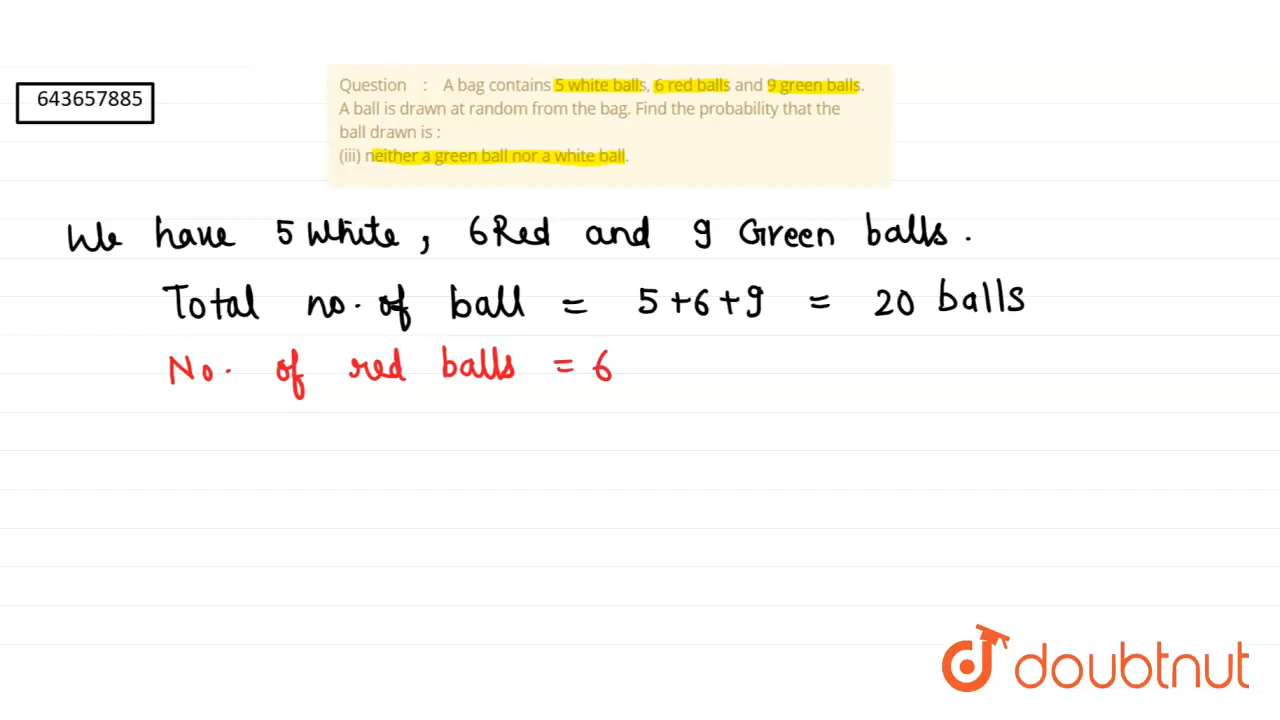 643657885
Question : A bag contains 5 white balls, 6 red balls and 9 green balls.
A ball is drawn at random from the bag. Find the probability that the
ball drawn is :
(iii) neither a green ball nor a white ball.
We have 5 White, 6 Red and 9 Green balls.
Total no. of ball = 5+6+9 = 20 balls
No. of red balls = 6
doubtnut